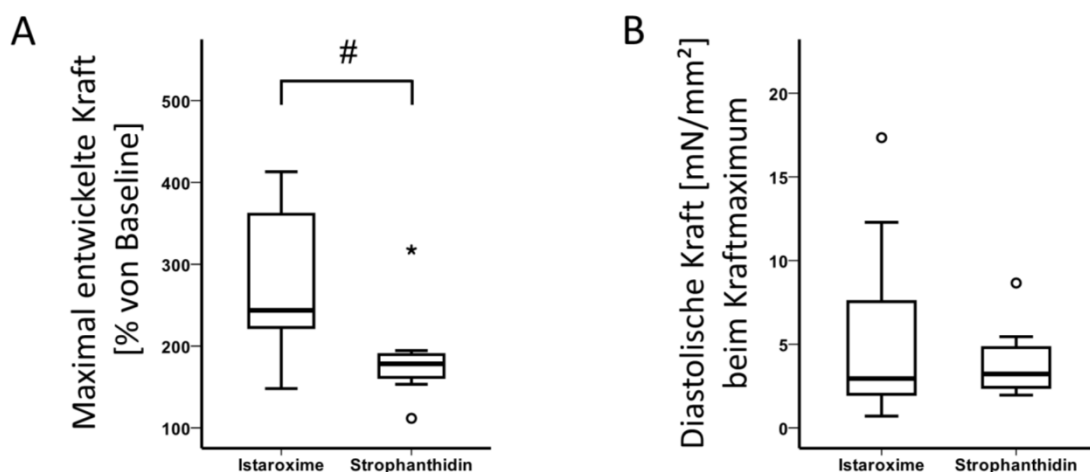 A
Maximal entwickelte Kraft
[% von Baseline]
500
400
300
200
100
#
*
Istaroxime
Strophanthidin
B
Diastolische Kraft [mN/mm²]
beim Kraftmaximum
20
15
10
5
0
Istaroxime
Strophanthidin